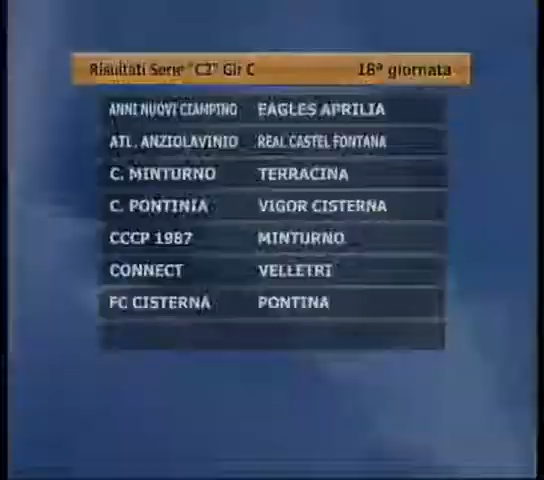 Risultati Serie "C2" Gir C 18ª giornata
ANNI NUOVI CIAMPINO EAGLES APRILIA
ATL. ANZIOLAVINIO REAL CASTEL FONTANA
C. MINTURNO TERRACINA
C. PONTINIA VIGOR CISTERNA
CCCP 1987 MINTURNO
CONNECT VELLETRI
FC CISTERNA PONTINA